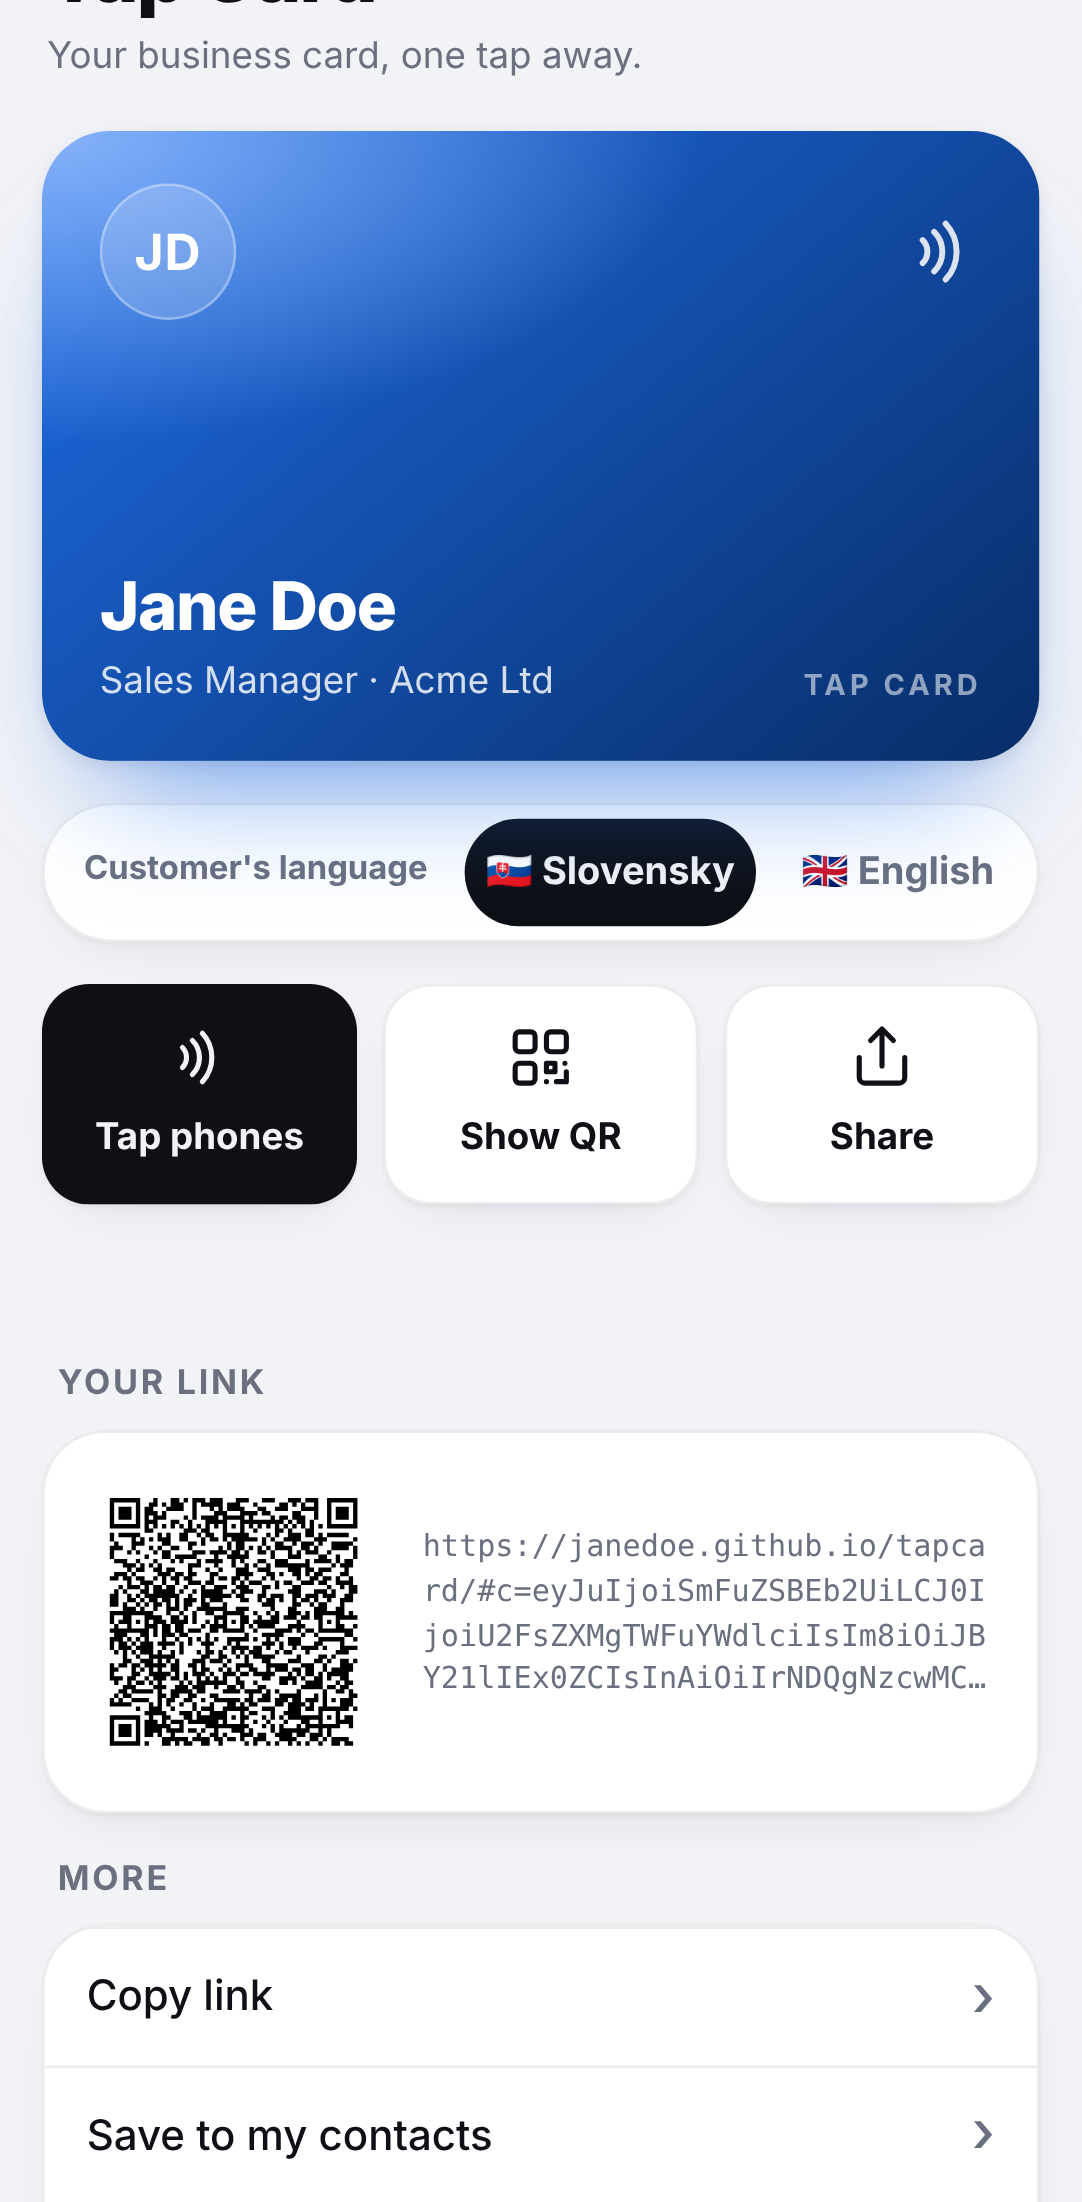 Tap Card
Your business card, one tap away.
JD
Jane Doe
Sales Manager · Acme Ltd
TAP CARD
Customer's language
Slovensky
English
Tap phones
Show QR
Share
YOUR LINK
https://janedoe.github.io/tapca
rd/#c=eyJuIjoiSmFuZSBEb2UiLCJ0I
joiU2FsZXMgTWFuYWdlciIsIm8iOiJB
Y21lIEx0ZCIsInAiOiIrNDQgNzcwMC…
MORE
Copy link
Save to my contacts